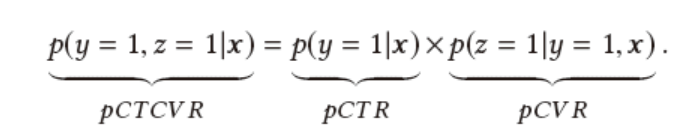 p(y = 1, z = 1|x) = p(y = 1|x) × p(z = 1|y = 1, x) .
pCTCVR pCTR pCVR